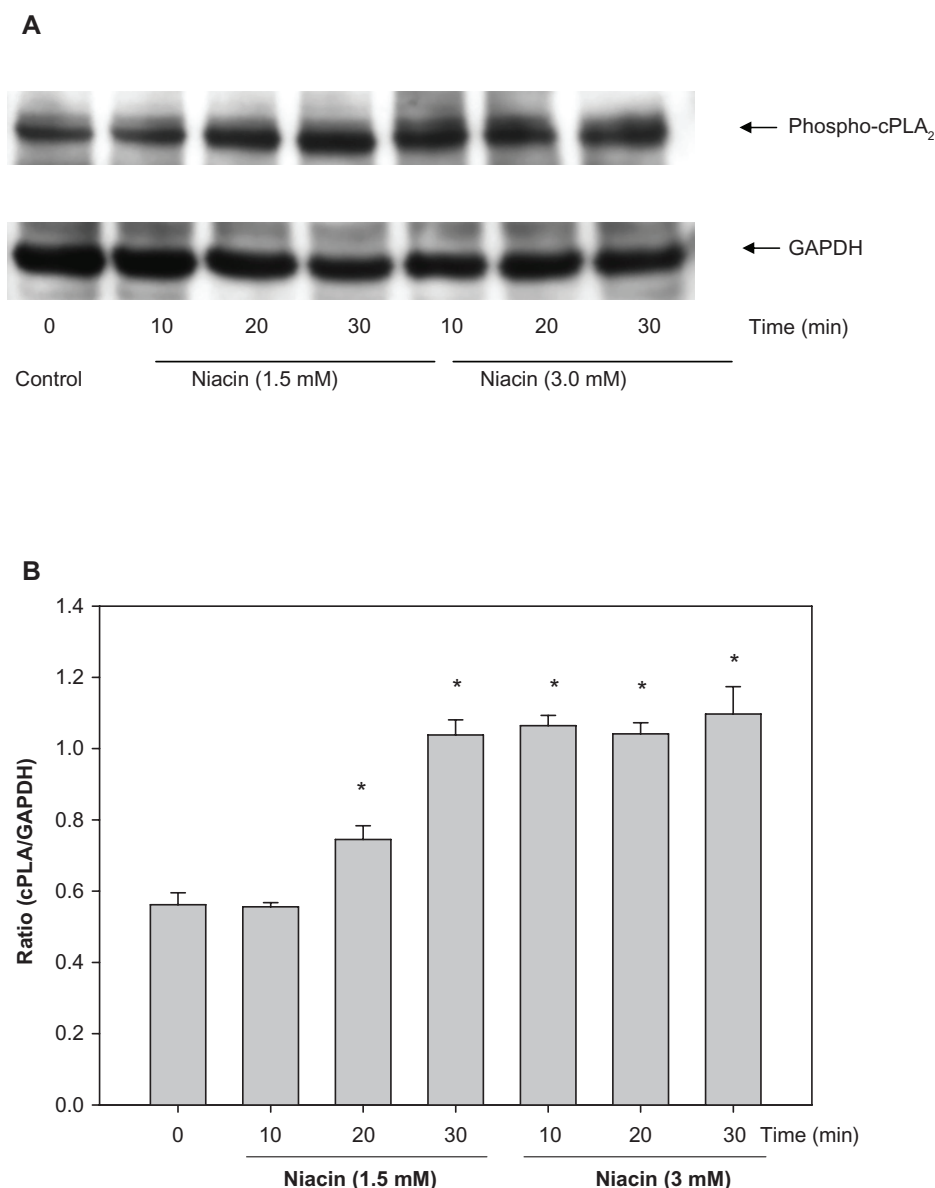 A
Phospho-cPLA2
GAPDH
0 10 20 30 10 20 30 Time (min)
Control Niacin (1.5 mM) Niacin (3.0 mM)
B
1.4
1.2
1.0
0.8
0.6
0.4
0.2
0.0
Ratio (cPLA/GAPDH)
* * * * *
0 10 20 30 10 20 30 Time (min)
Niacin (1.5 mM) Niacin (3 mM)